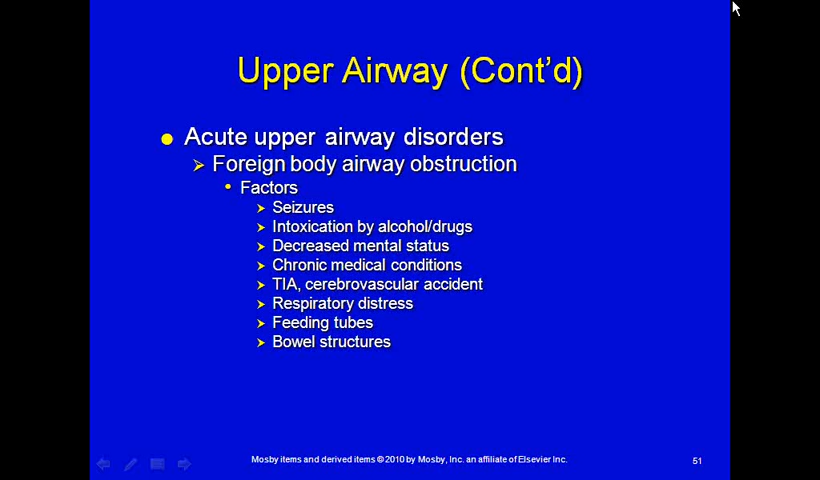 Upper Airway (Cont'd)
Acute upper airway disorders
Foreign body airway obstruction
Factors
Seizures
Intoxication by alcohol/drugs
Decreased mental status
Chronic medical conditions
TIA, cerebrovascular accident
Respiratory distress
Feeding tubes
Bowel structures
Mosby items and derived items © 2010 by Mosby, Inc. an affiliate of Elsevier Inc.
51